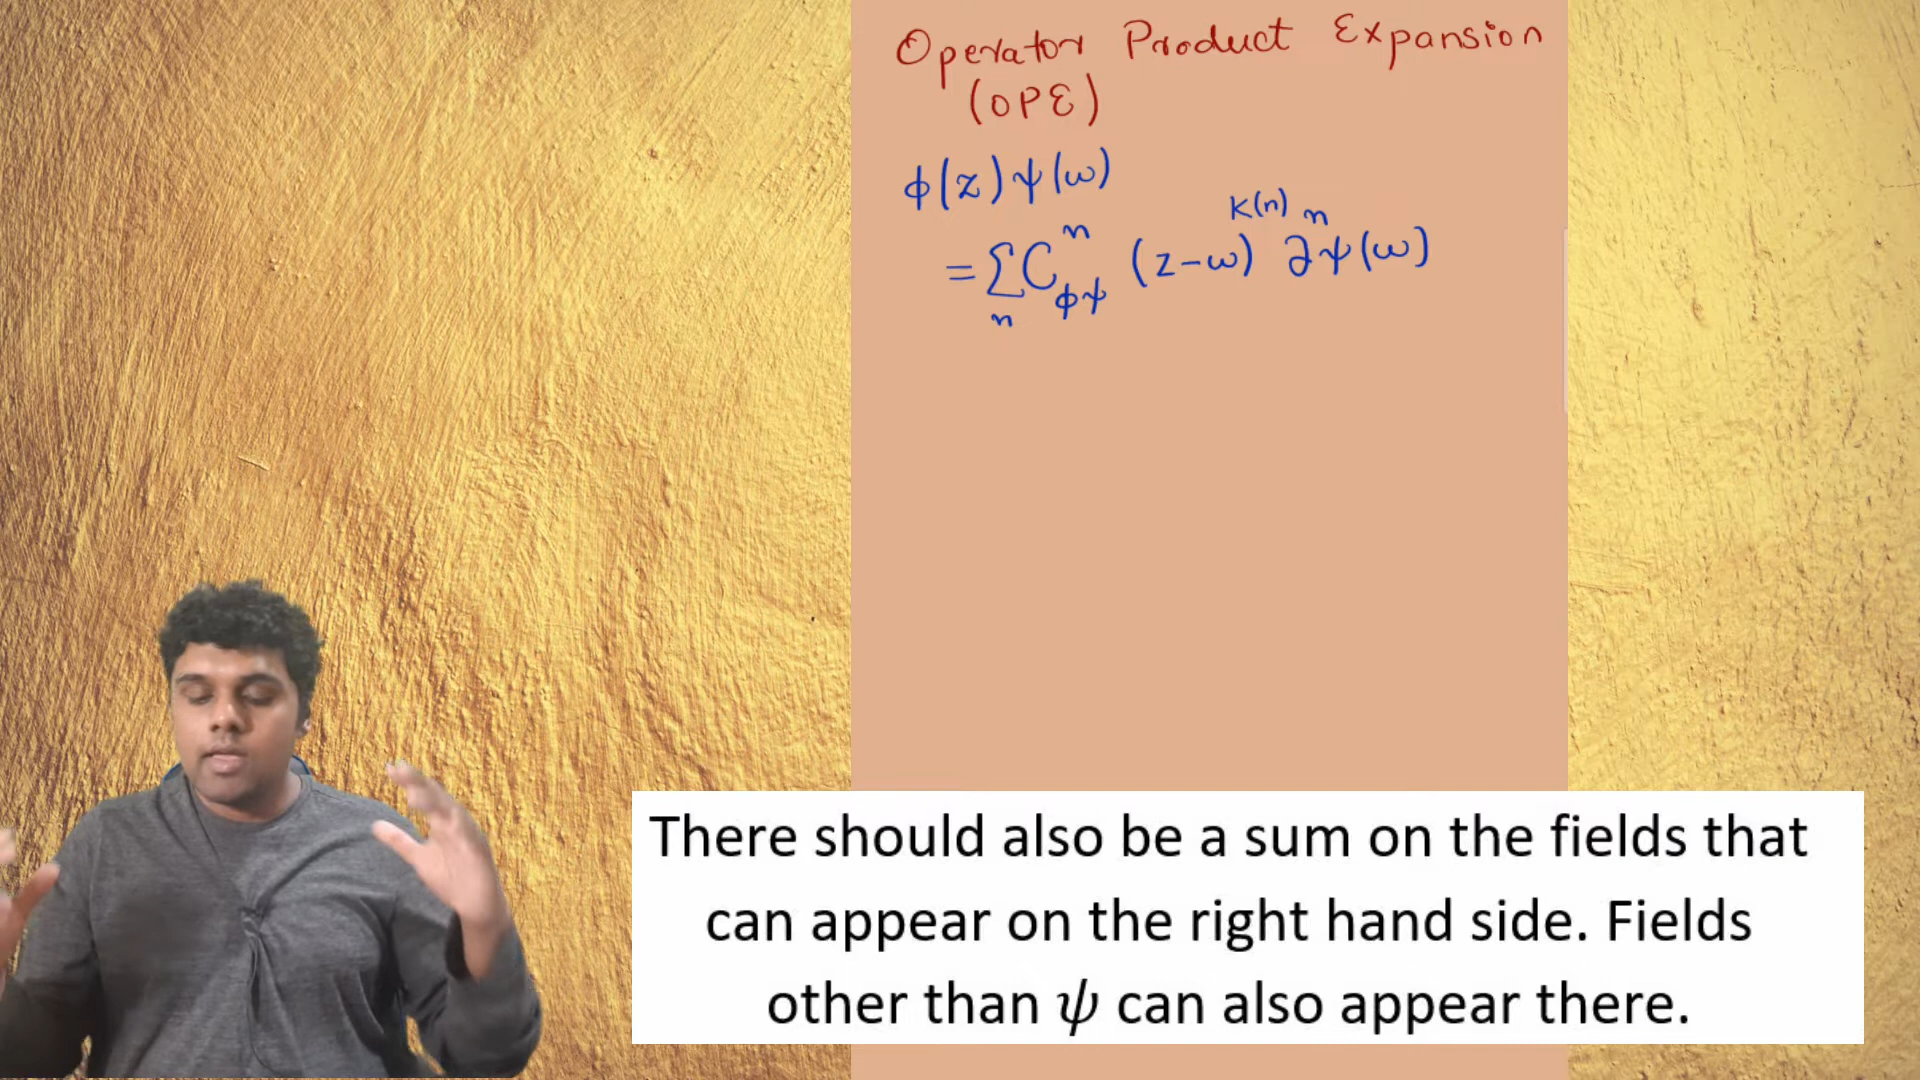 Operator Product Expansion
(OPE)
ϕ(z)ψ(ω)
= ∑_n C^n_{ϕψ} (z-ω)^{K(n)} ∂^n ψ(ω)
There should also be a sum on the fields that
can appear on the right hand side. Fields
other than ψ can also appear there.